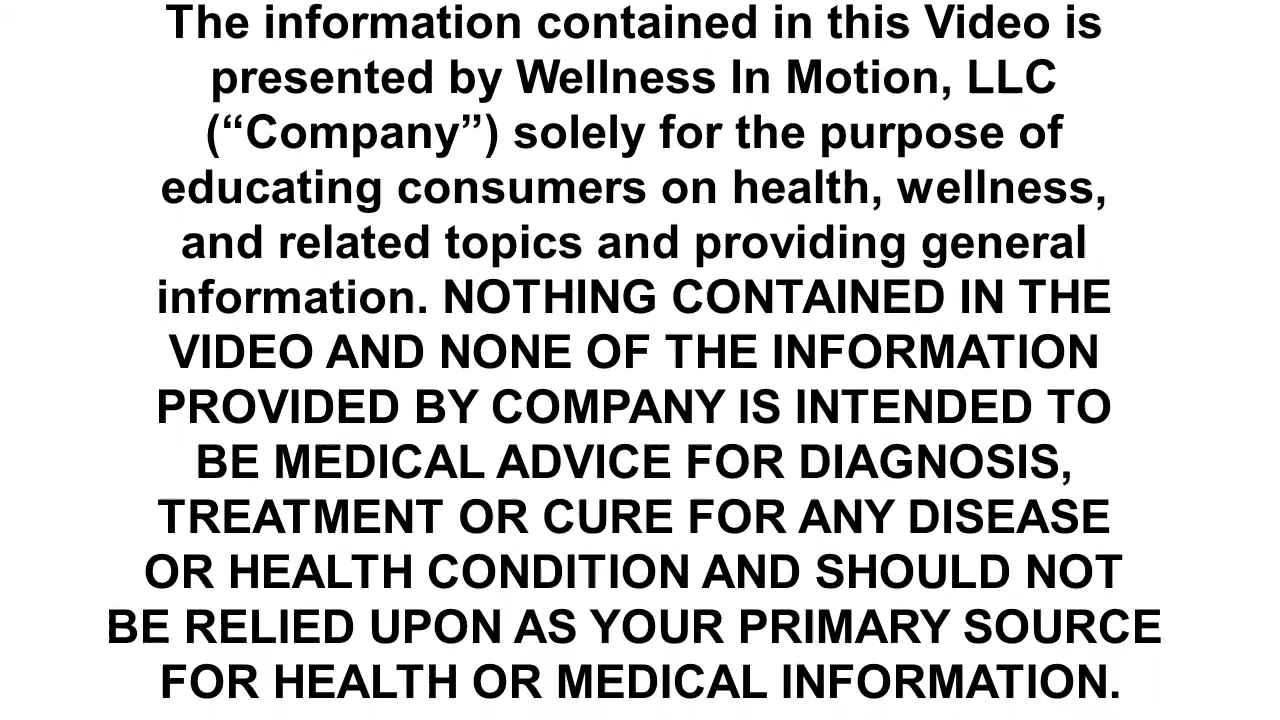 The information contained in this Video is
presented by Wellness In Motion, LLC
(“Company”) solely for the purpose of
educating consumers on health, wellness,
and related topics and providing general
information. NOTHING CONTAINED IN THE
VIDEO AND NONE OF THE INFORMATION
PROVIDED BY COMPANY IS INTENDED TO
BE MEDICAL ADVICE FOR DIAGNOSIS,
TREATMENT OR CURE FOR ANY DISEASE
OR HEALTH CONDITION AND SHOULD NOT
BE RELIED UPON AS YOUR PRIMARY SOURCE
FOR HEALTH OR MEDICAL INFORMATION.